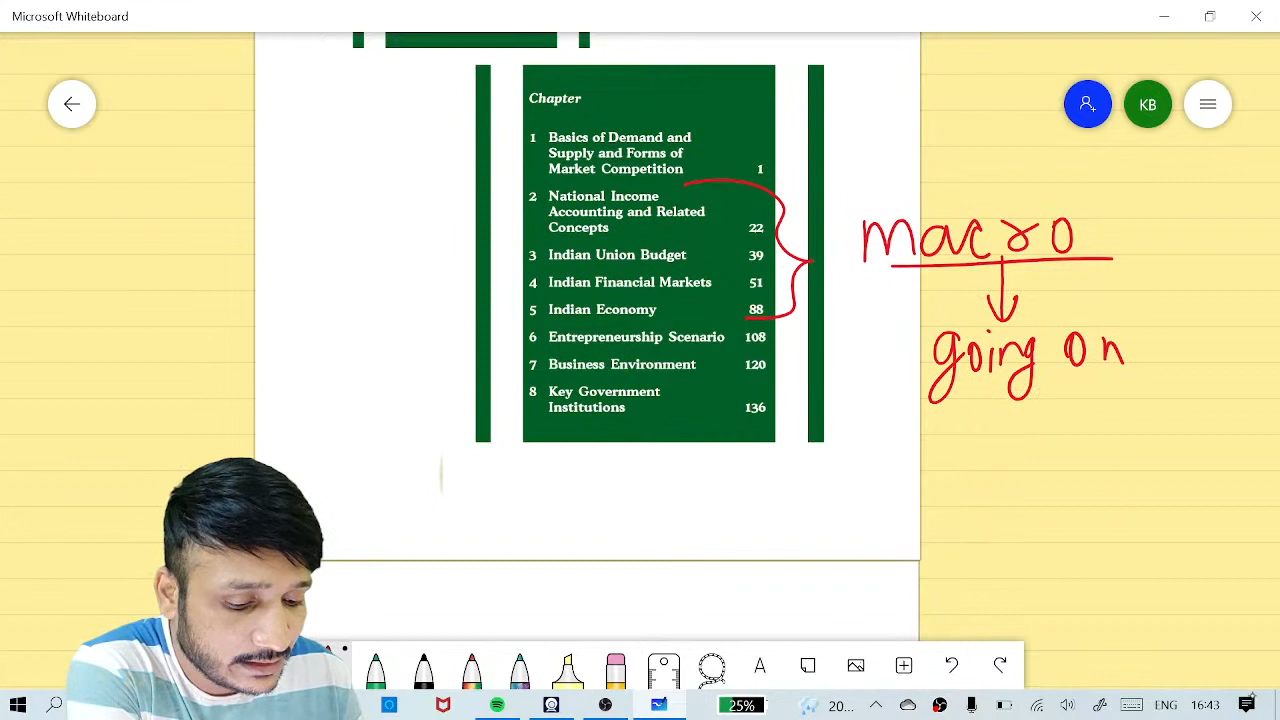 Microsoft Whiteboard
KB
Chapter
1 Basics of Demand and
Supply and Forms of
Market Competition 1
2 National Income
Accounting and Related
Concepts 22
3 Indian Union Budget 39
4 Indian Financial Markets 51
5 Indian Economy 88
6 Entrepreneurship Scenario 108
7 Business Environment 120
8 Key Government
Institutions 136
macro
going on
A
25%
20
ENG
16:43